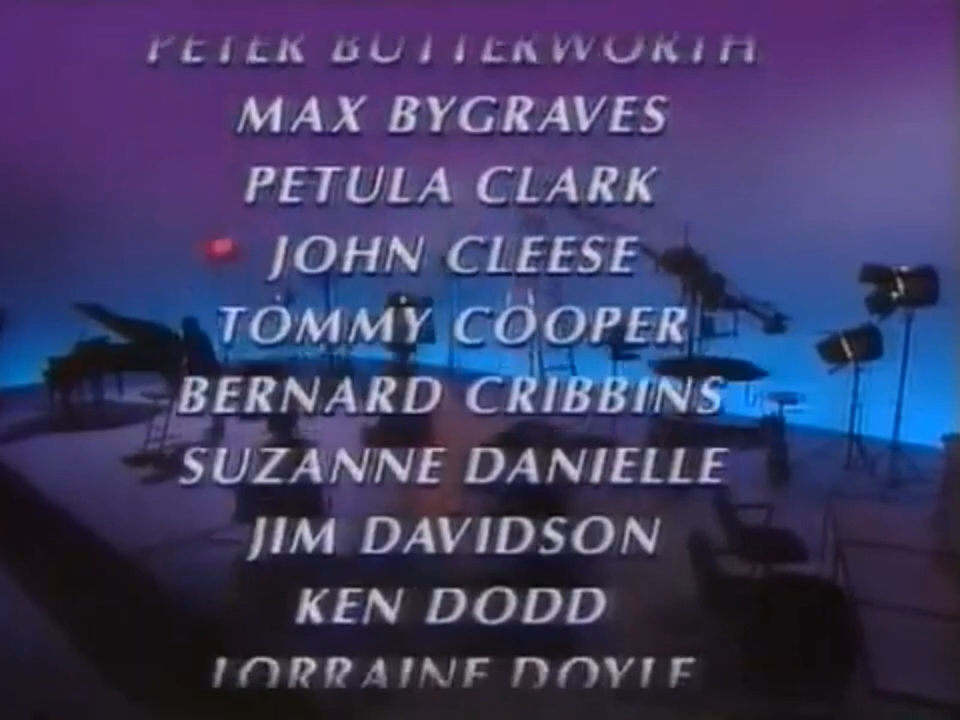 PETER BUTTERWORTH
MAX BYGRAVES
PETULA CLARK
JOHN CLEESE
TOMMY COOPER
BERNARD CRIBBINS
SUZANNE DANIELLE
JIM DAVIDSON
KEN DODD
LORRAINE DOYLE